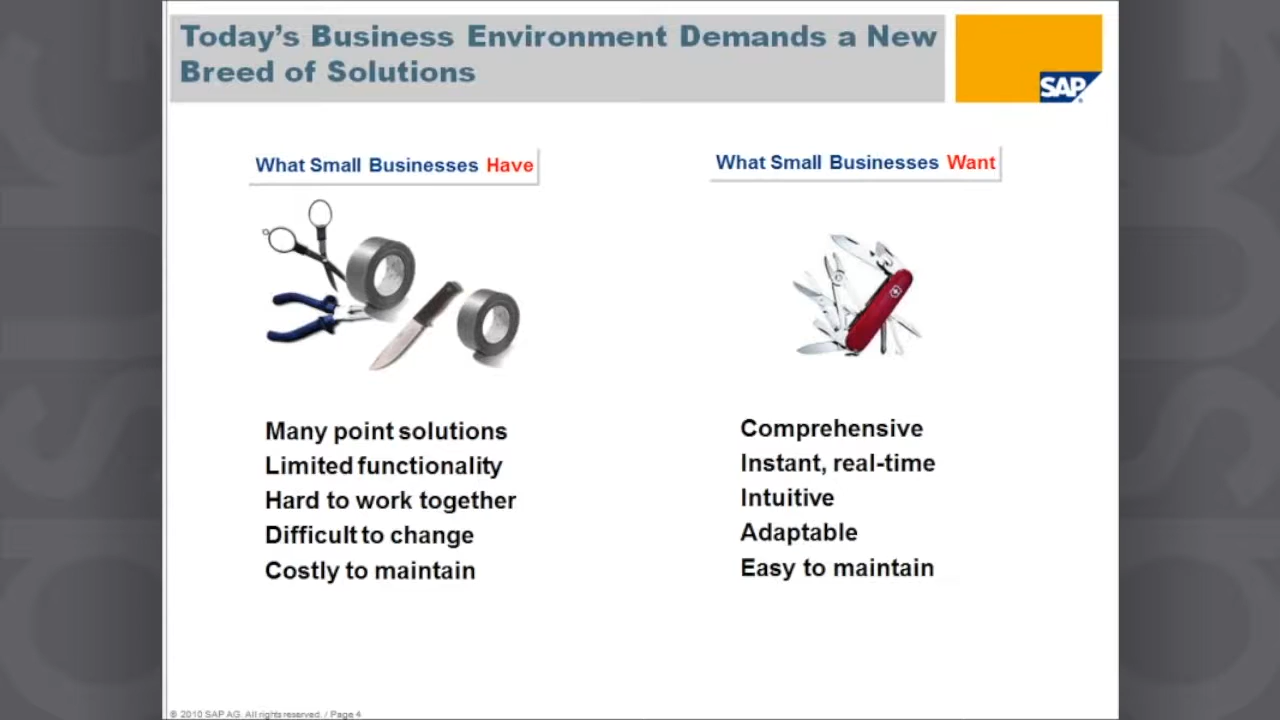 Today's Business Environment Demands a New
Breed of Solutions
SAP
What Small Businesses Have
What Small Businesses Want
Many point solutions
Limited functionality
Hard to work together
Difficult to change
Costly to maintain
Comprehensive
Instant, real-time
Intuitive
Adaptable
Easy to maintain
© 2010 SAP AG. All rights reserved. / Page 4